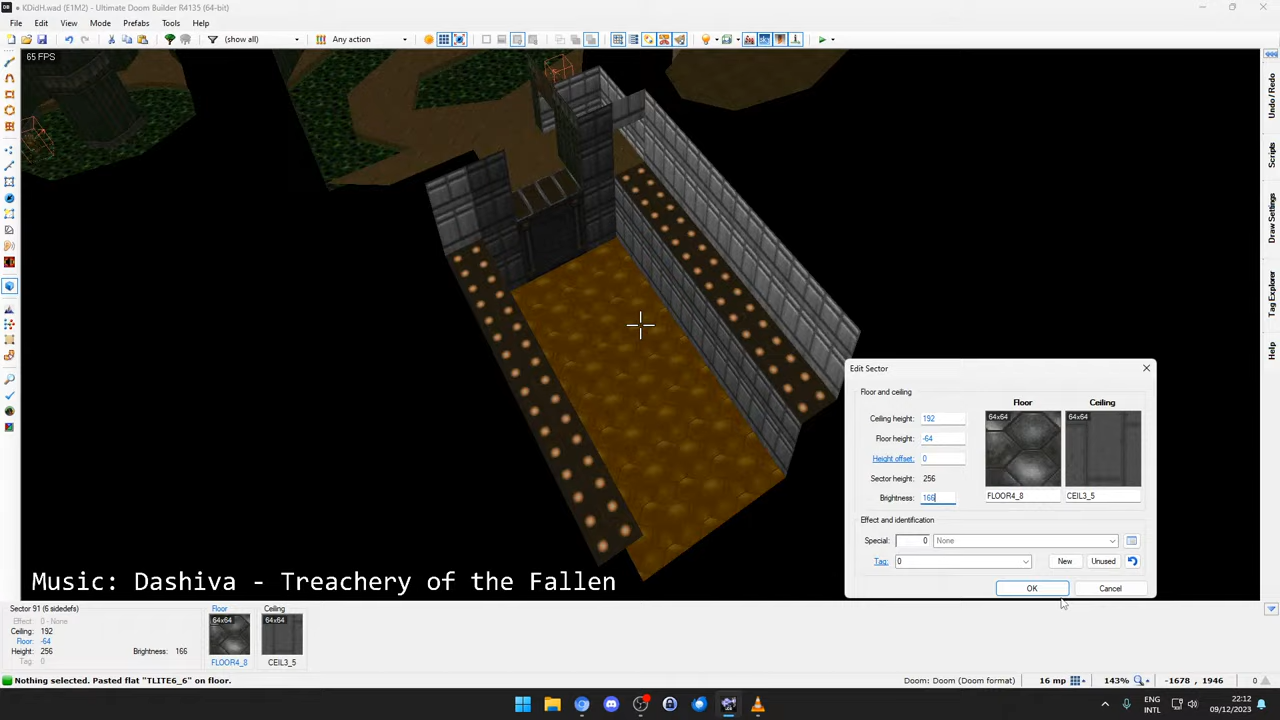 KDidH.wad (E1M2) - Ultimate Doom Builder R4135 (64-bit)
File Edit View Mode Prefabs Tools Help
(show all) Any action
65 FPS
Undo / Redo
Scripts
Draw Settings
Tag Explorer
Help
Edit Sector
Floor and ceiling
Floor Ceiling
Ceiling height: 192
Floor height: -64
Height offset: 0
Sector height: 256
Brightness: 166
64x64 64x64
FLOOR4_8 CEIL3_5
Effect and identification
Special: 0 None
Tag: 0 New Unused
OK Cancel
Music: Dashiva - Treachery of the Fallen
Sector 91 (6 sidedefs)
Effect: 0 - None
Ceiling: 192
Floor: -64
Height: 256 Brightness: 166
Tag: 0
Floor Ceiling
64x64 64x64
FLOOR4_8 CEIL3_5
Nothing selected. Pasted flat "TLITE6_6" on floor.
Doom: Doom (Doom format) 16 mp 143% -1678 , 1946 0
ENG
INTL
22:12
09/12/2023